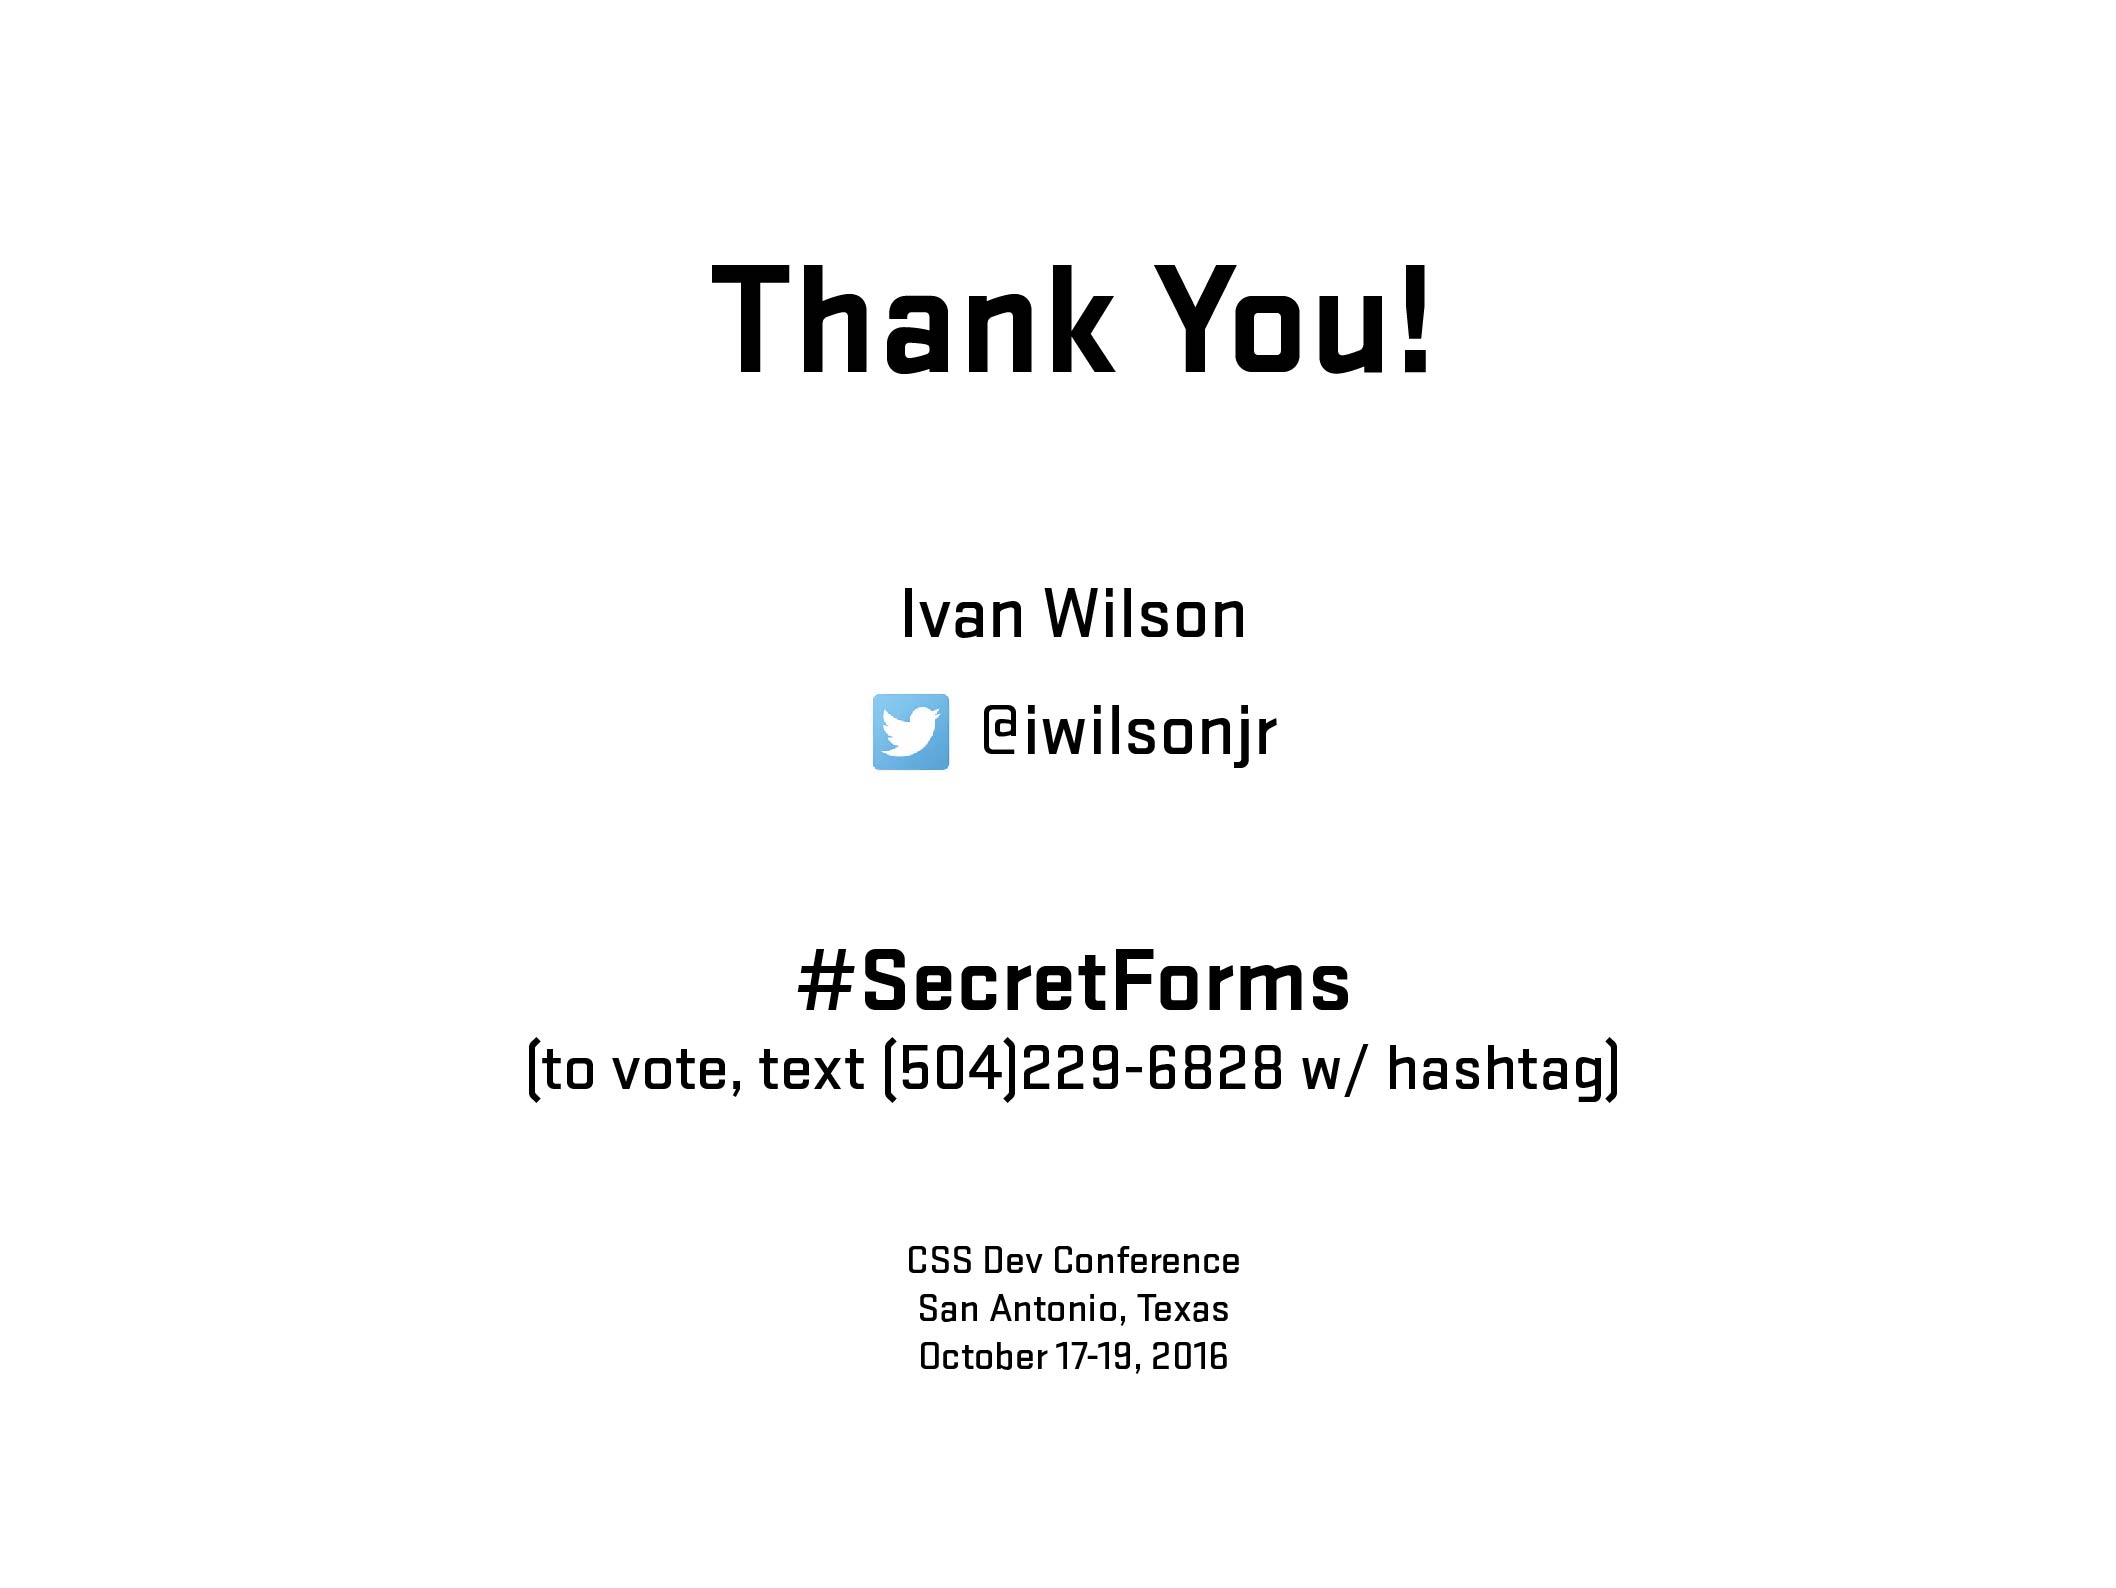 Thank You!
Ivan Wilson
@iwilsonjr
#SecretForms
(to vote, text (504)229-6828 w/ hashtag)
CSS Dev Conference
San Antonio, Texas
October 17-19, 2016